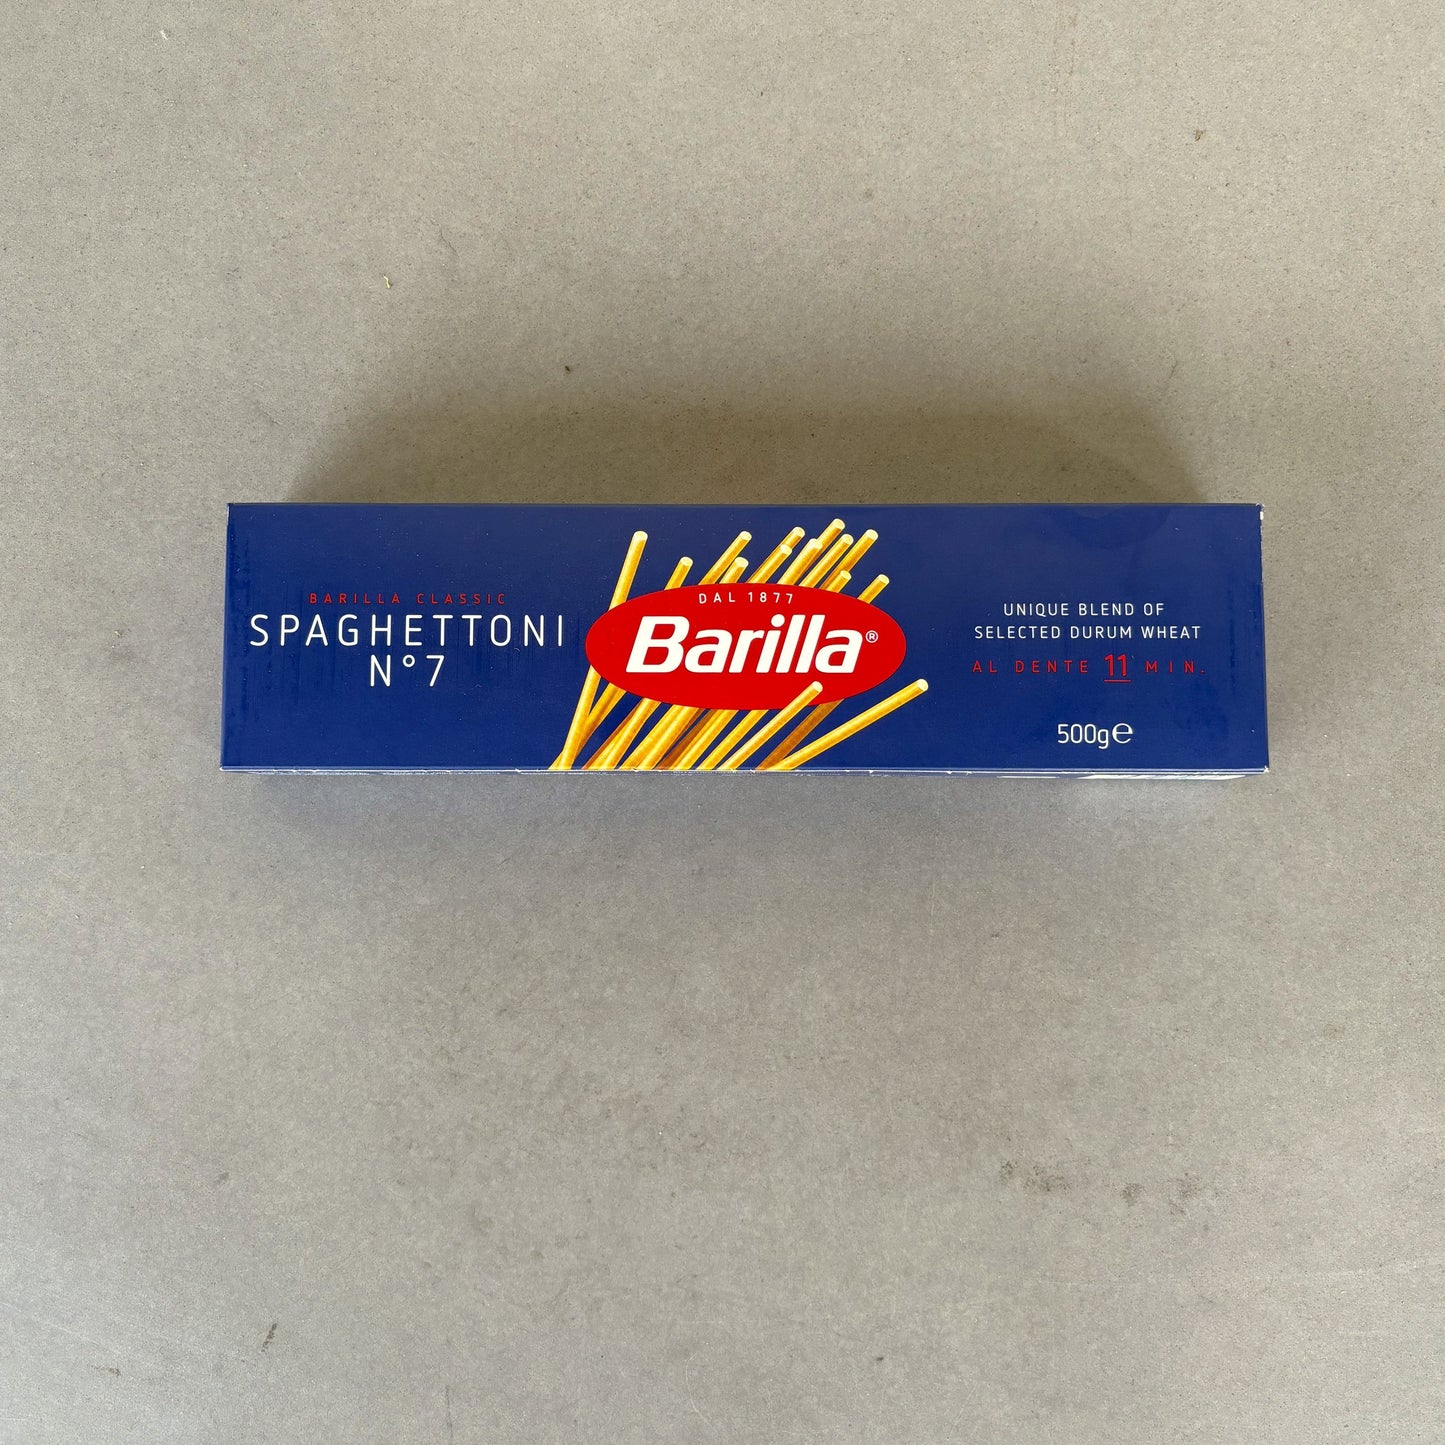 BARILLA CLASSIC
SPAGHETTONI
N°7
DAL 1877
Barilla®
UNIQUE BLEND OF
SELECTED DURUM WHEAT
AL DENTE 11 MIN.
500g℮